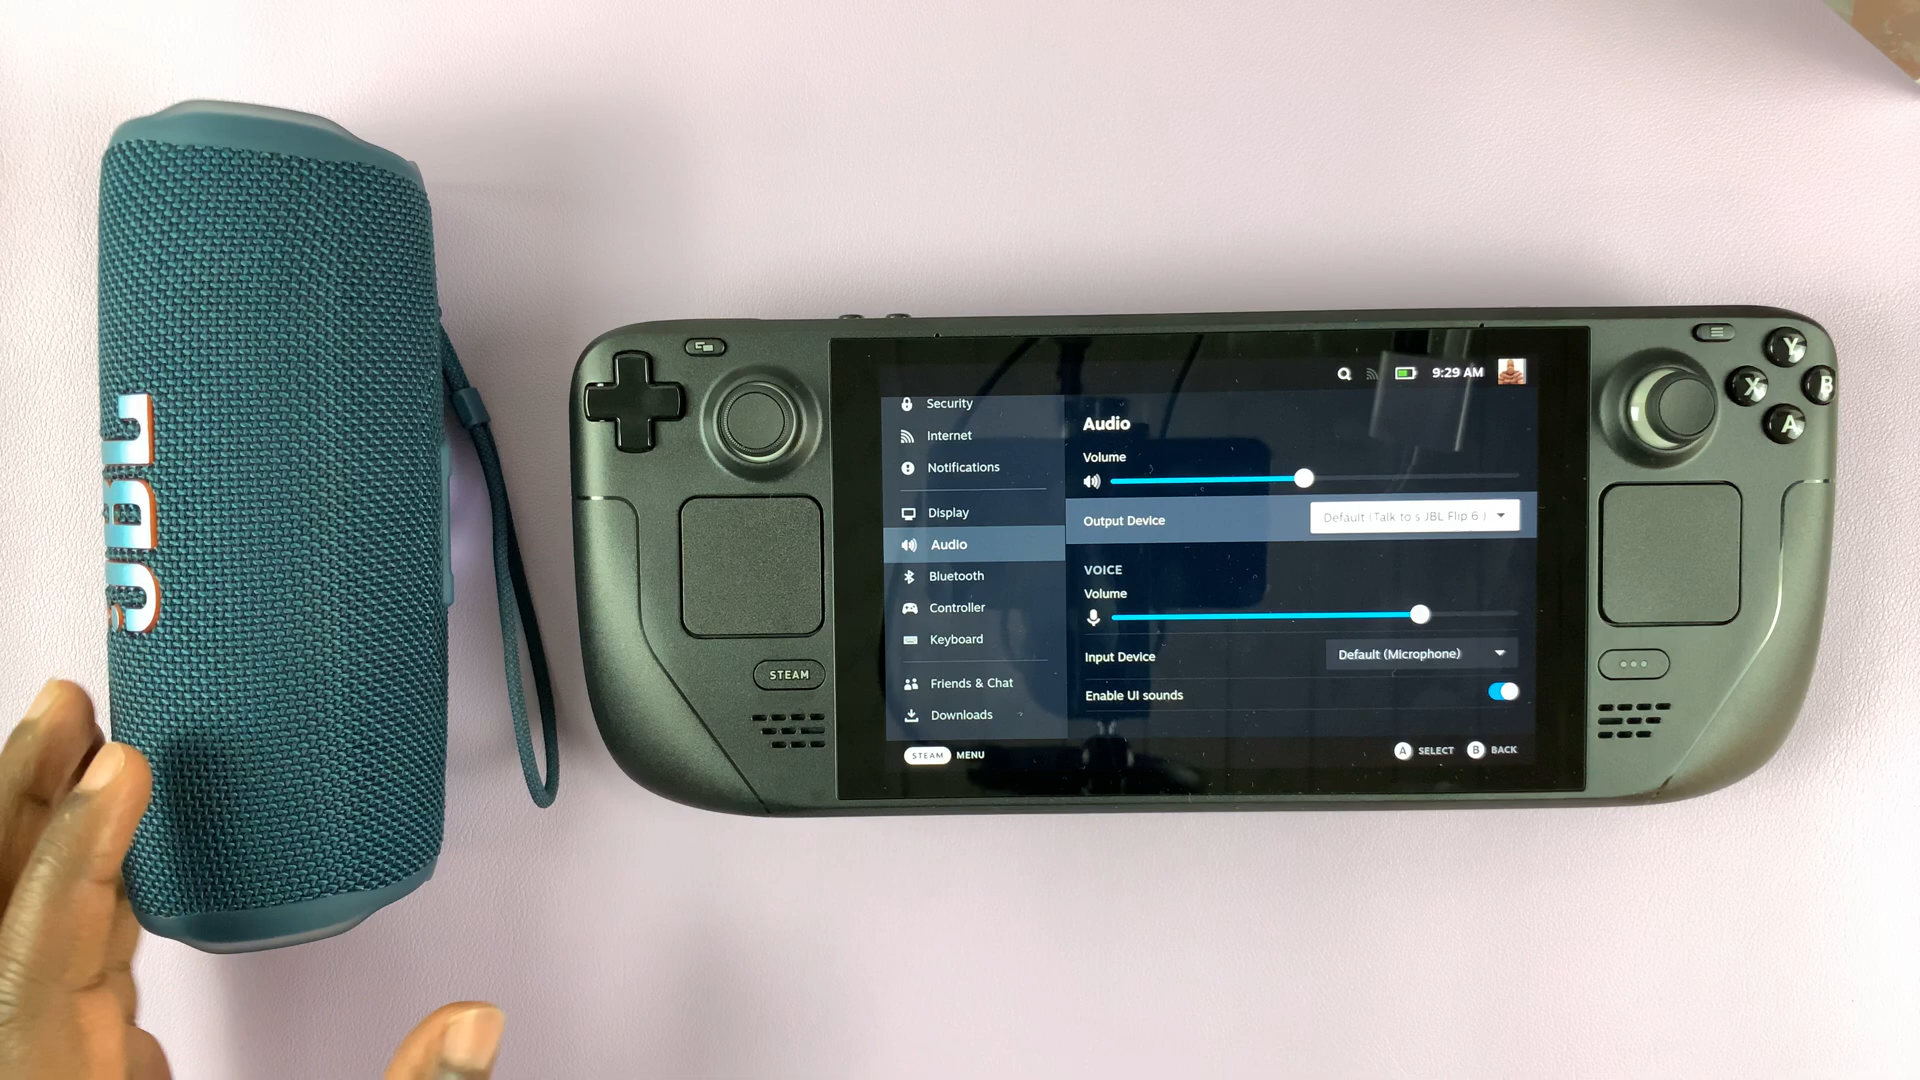 JBL
STEAM
9:29 AM
Security
Internet
Notifications
Display
Audio
Bluetooth
Controller
Keyboard
Friends & Chat
Downloads
STEAM MENU
Audio
Volume
Output Device
Default (Talk to s JBL Flip 6 )
VOICE
Volume
Input Device
Default (Microphone)
Enable UI sounds
A SELECT B BACK
Y
X
B
A